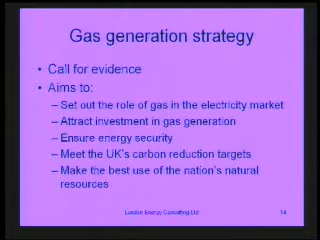 Gas generation strategy
• Call for evidence
• Aims to:
– Set out the role of gas in the electricity market
– Attract investment in gas generation
– Ensure energy security
– Meet the UK's carbon reduction targets
– Make the best use of the nation's natural
resources
London Energy Consulting Ltd
14